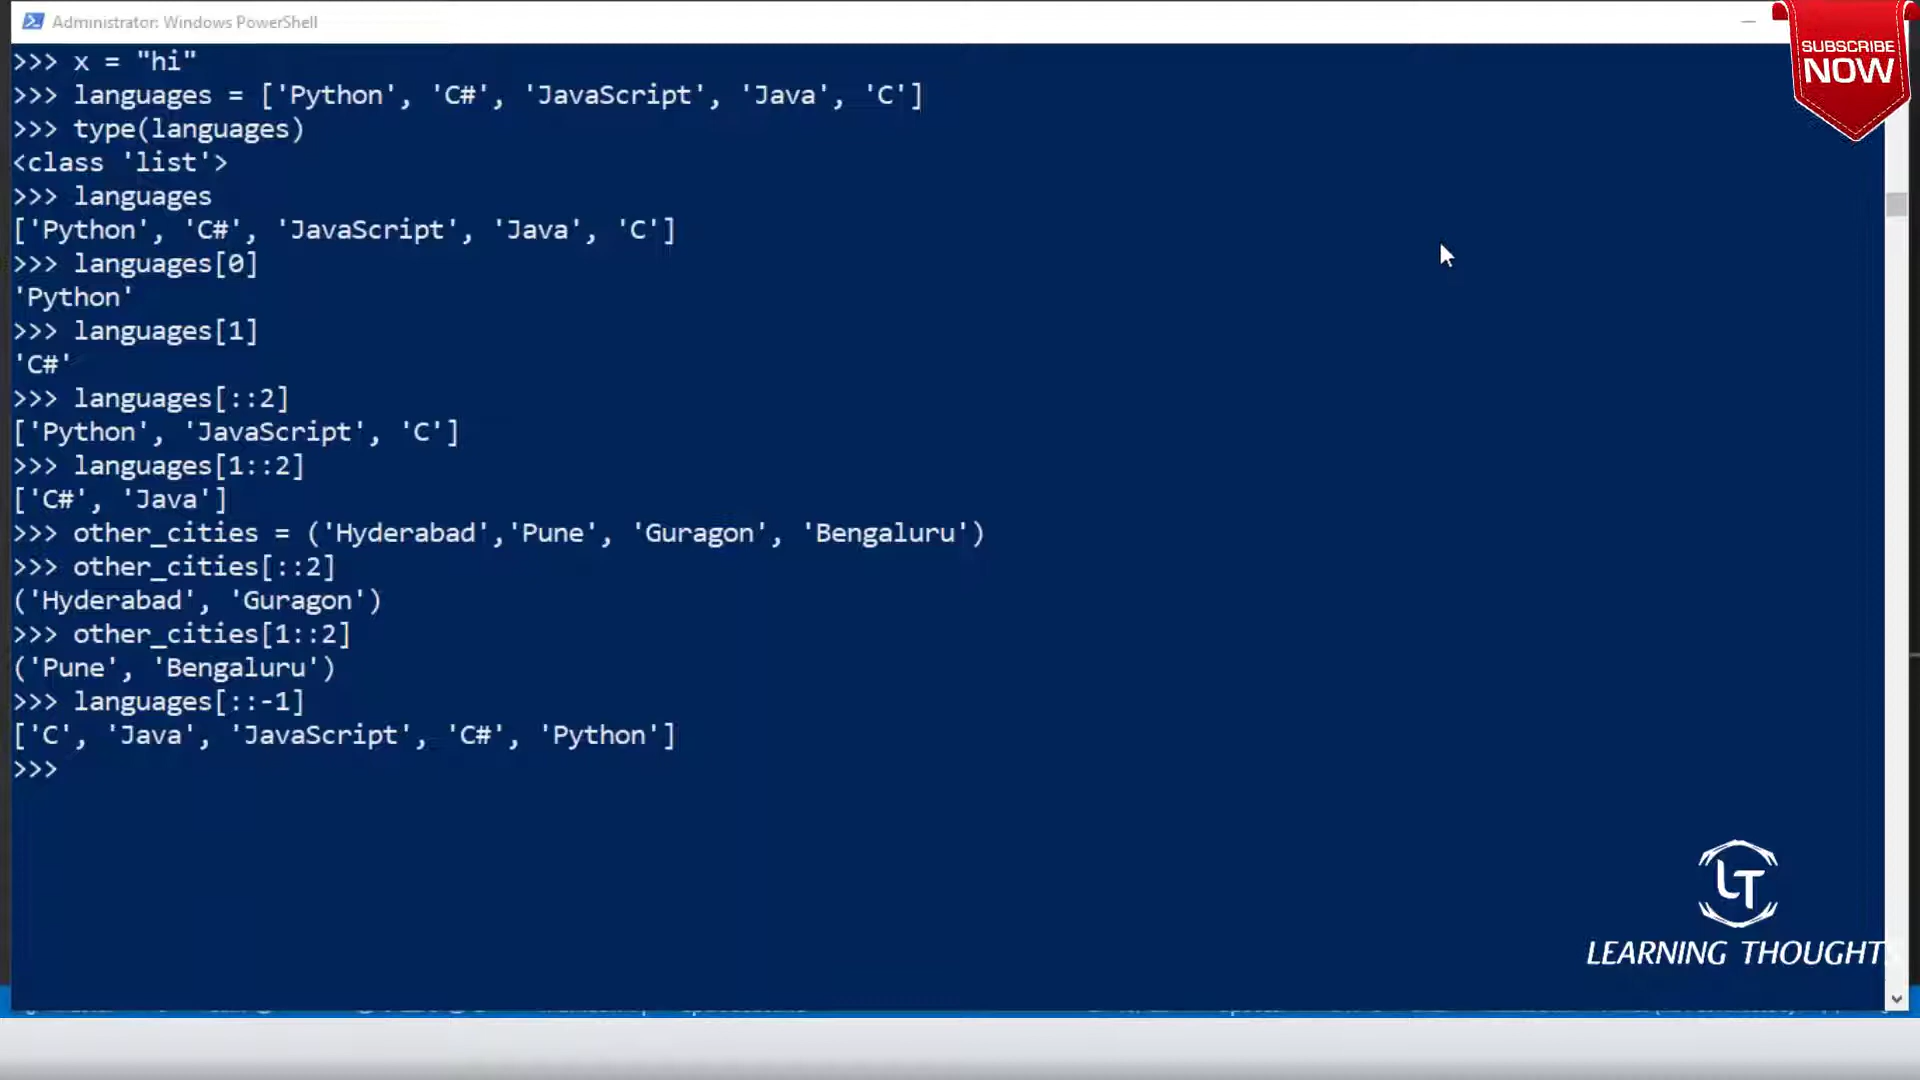 Administrator: Windows PowerShell
SUBSCRIBE
NOW
>>> x = "hi"
>>> languages = ['Python', 'C#', 'JavaScript', 'Java', 'C']
>>> type(languages)
<class 'list'>
>>> languages
['Python', 'C#', 'JavaScript', 'Java', 'C']
>>> languages[0]
'Python'
>>> languages[1]
'C#'
>>> languages[::2]
['Python', 'JavaScript', 'C']
>>> languages[1::2]
['C#', 'Java']
>>> other_cities = ('Hyderabad','Pune', 'Guragon', 'Bengaluru')
>>> other_cities[::2]
('Hyderabad', 'Guragon')
>>> other_cities[1::2]
('Pune', 'Bengaluru')
>>> languages[::-1]
['C', 'Java', 'JavaScript', 'C#', 'Python']
>>>
LT
LEARNING THOUGHTS